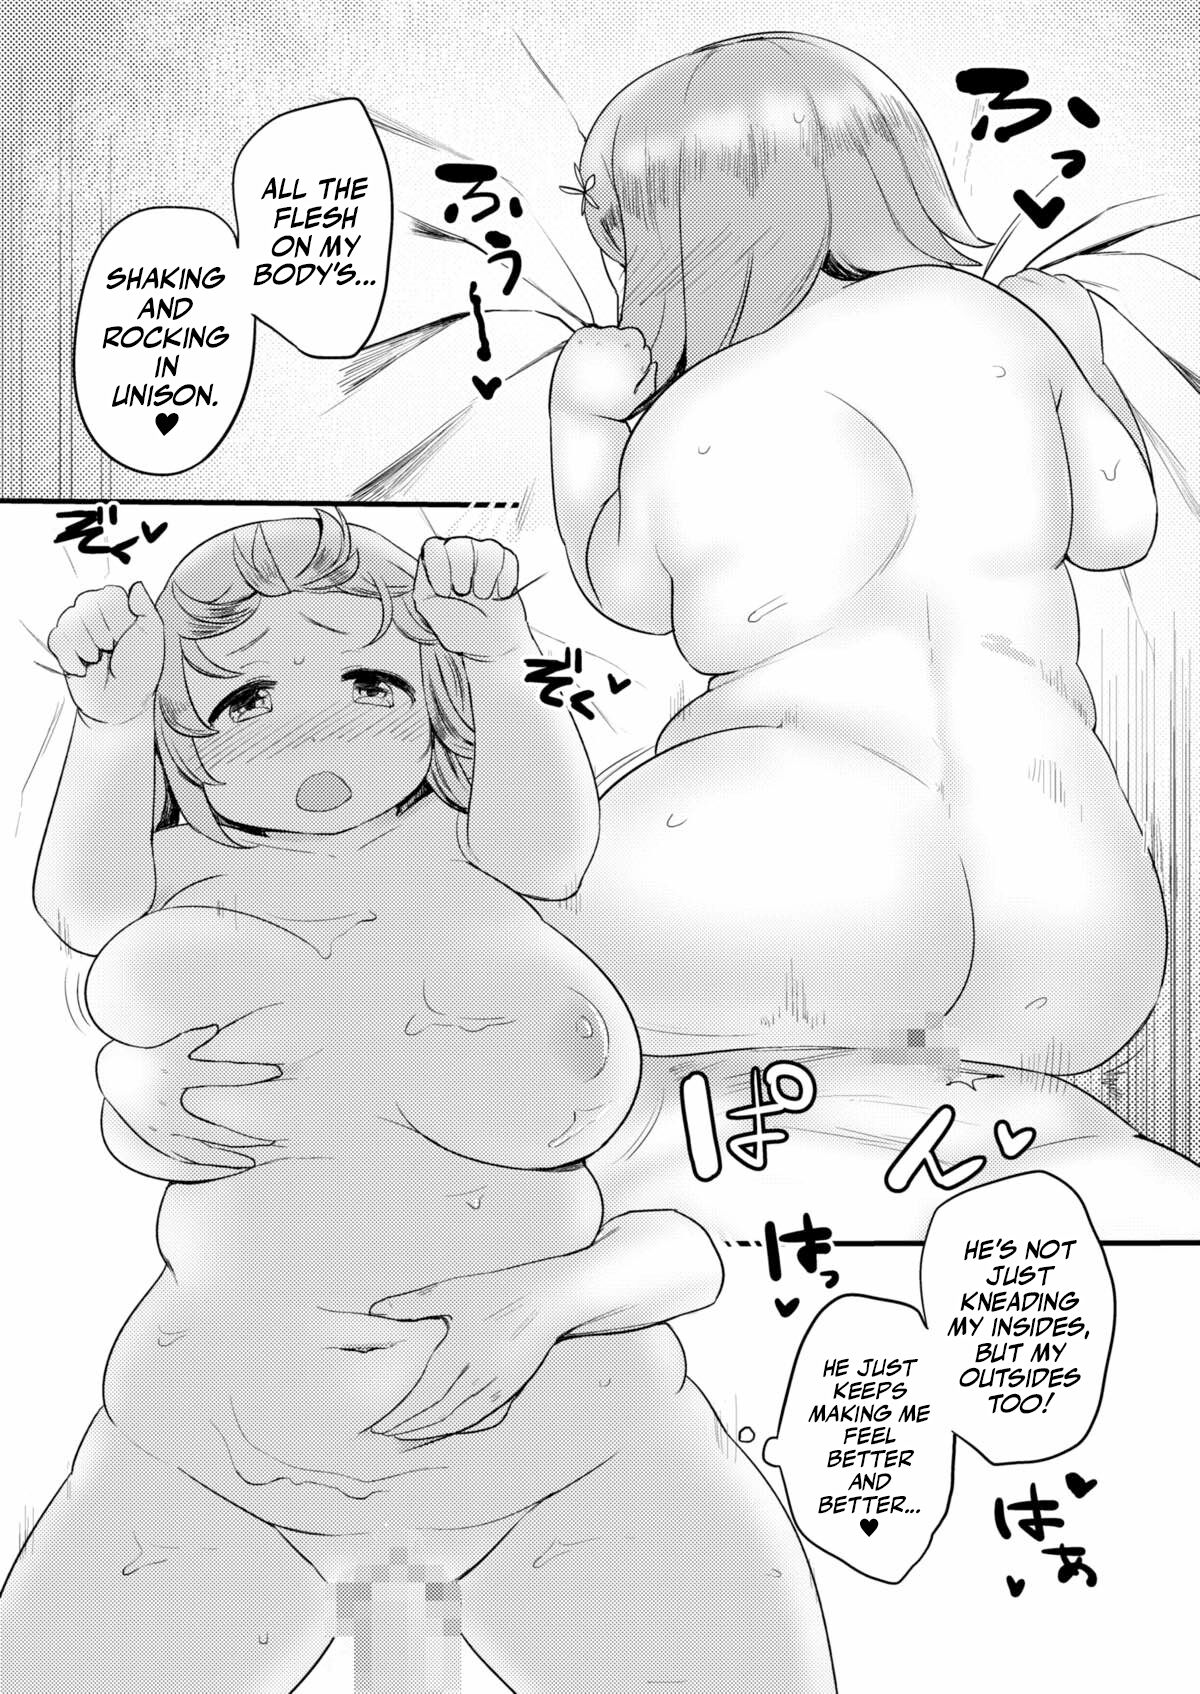 ふっ♥
ALL THE
FLESH
ON MY
BODY'S...
SHAKING
AND
ROCKING
IN
UNISON.
♥
ふぅー♥
ぱん♡
ぞく♥
ぞく♥
HE'S NOT
JUST
KNEADING
MY INSIDES,
BUT MY
OUTSIDES
TOO!
HE JUST
KEEPS
MAKING ME
FEEL
BETTER
AND
BETTER...
♥
はっ♥
はぁ♥